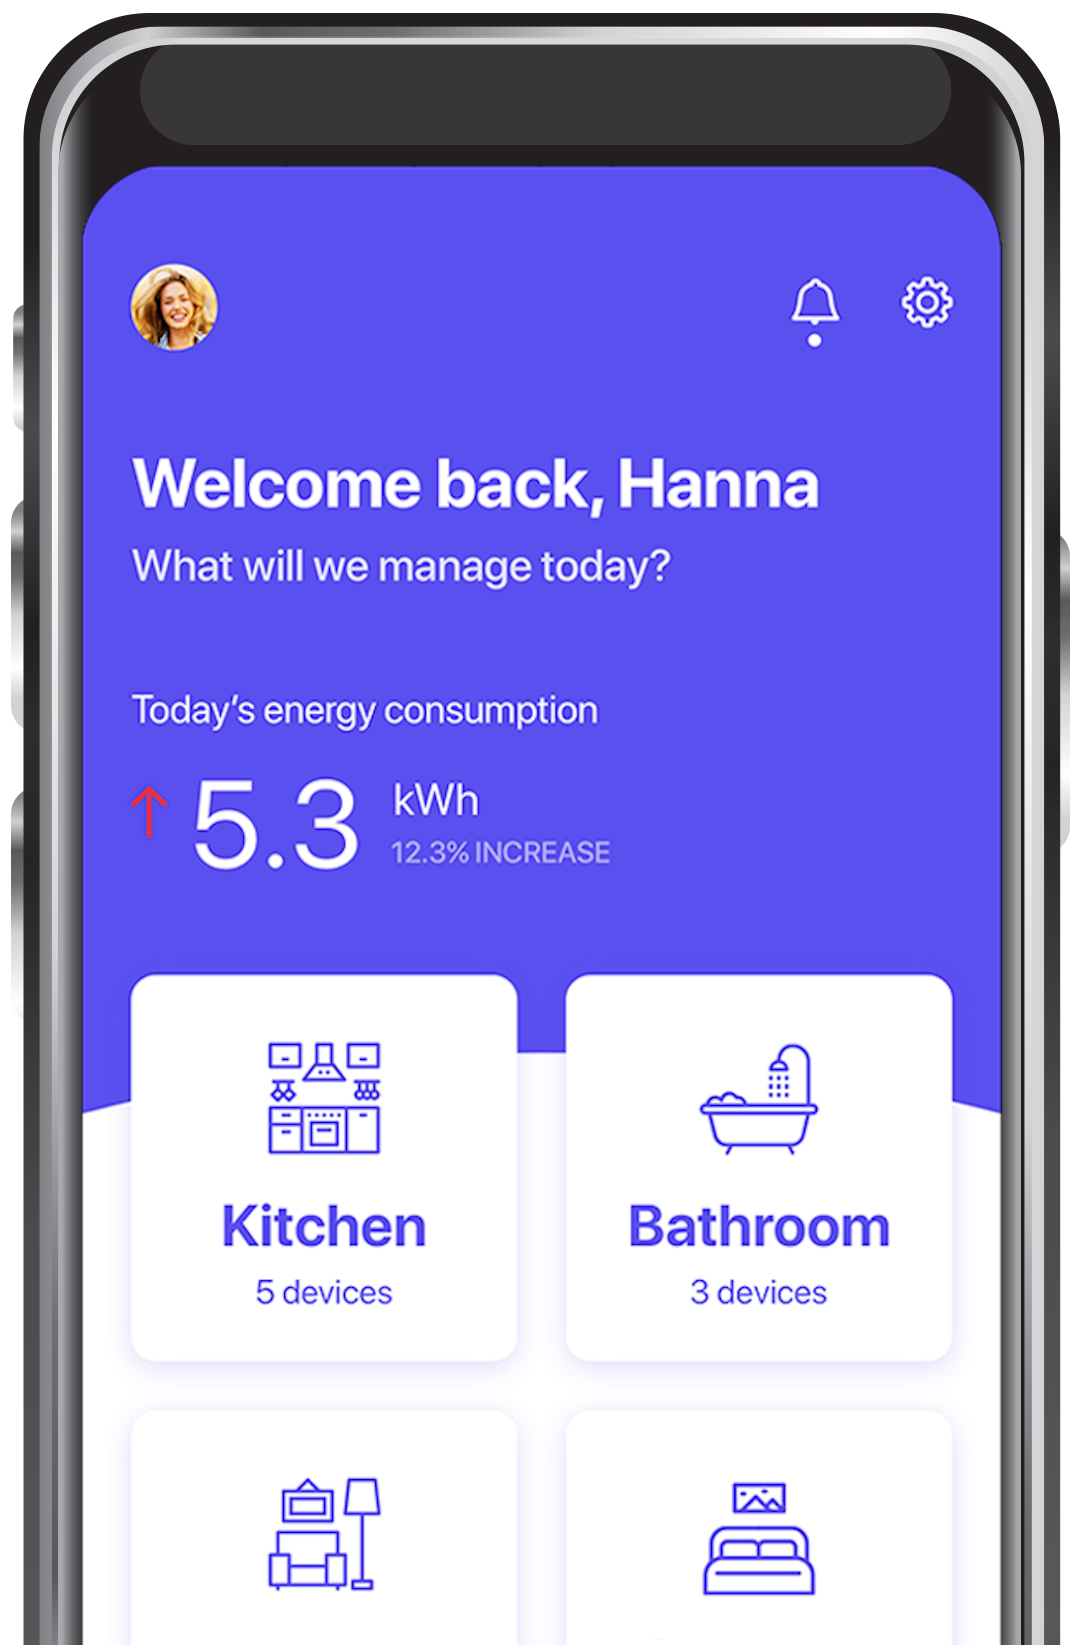 Welcome back, Hanna
What will we manage today?
Today's energy consumption
5.3 kWh
12.3% INCREASE
Kitchen
5 devices
Bathroom
3 devices